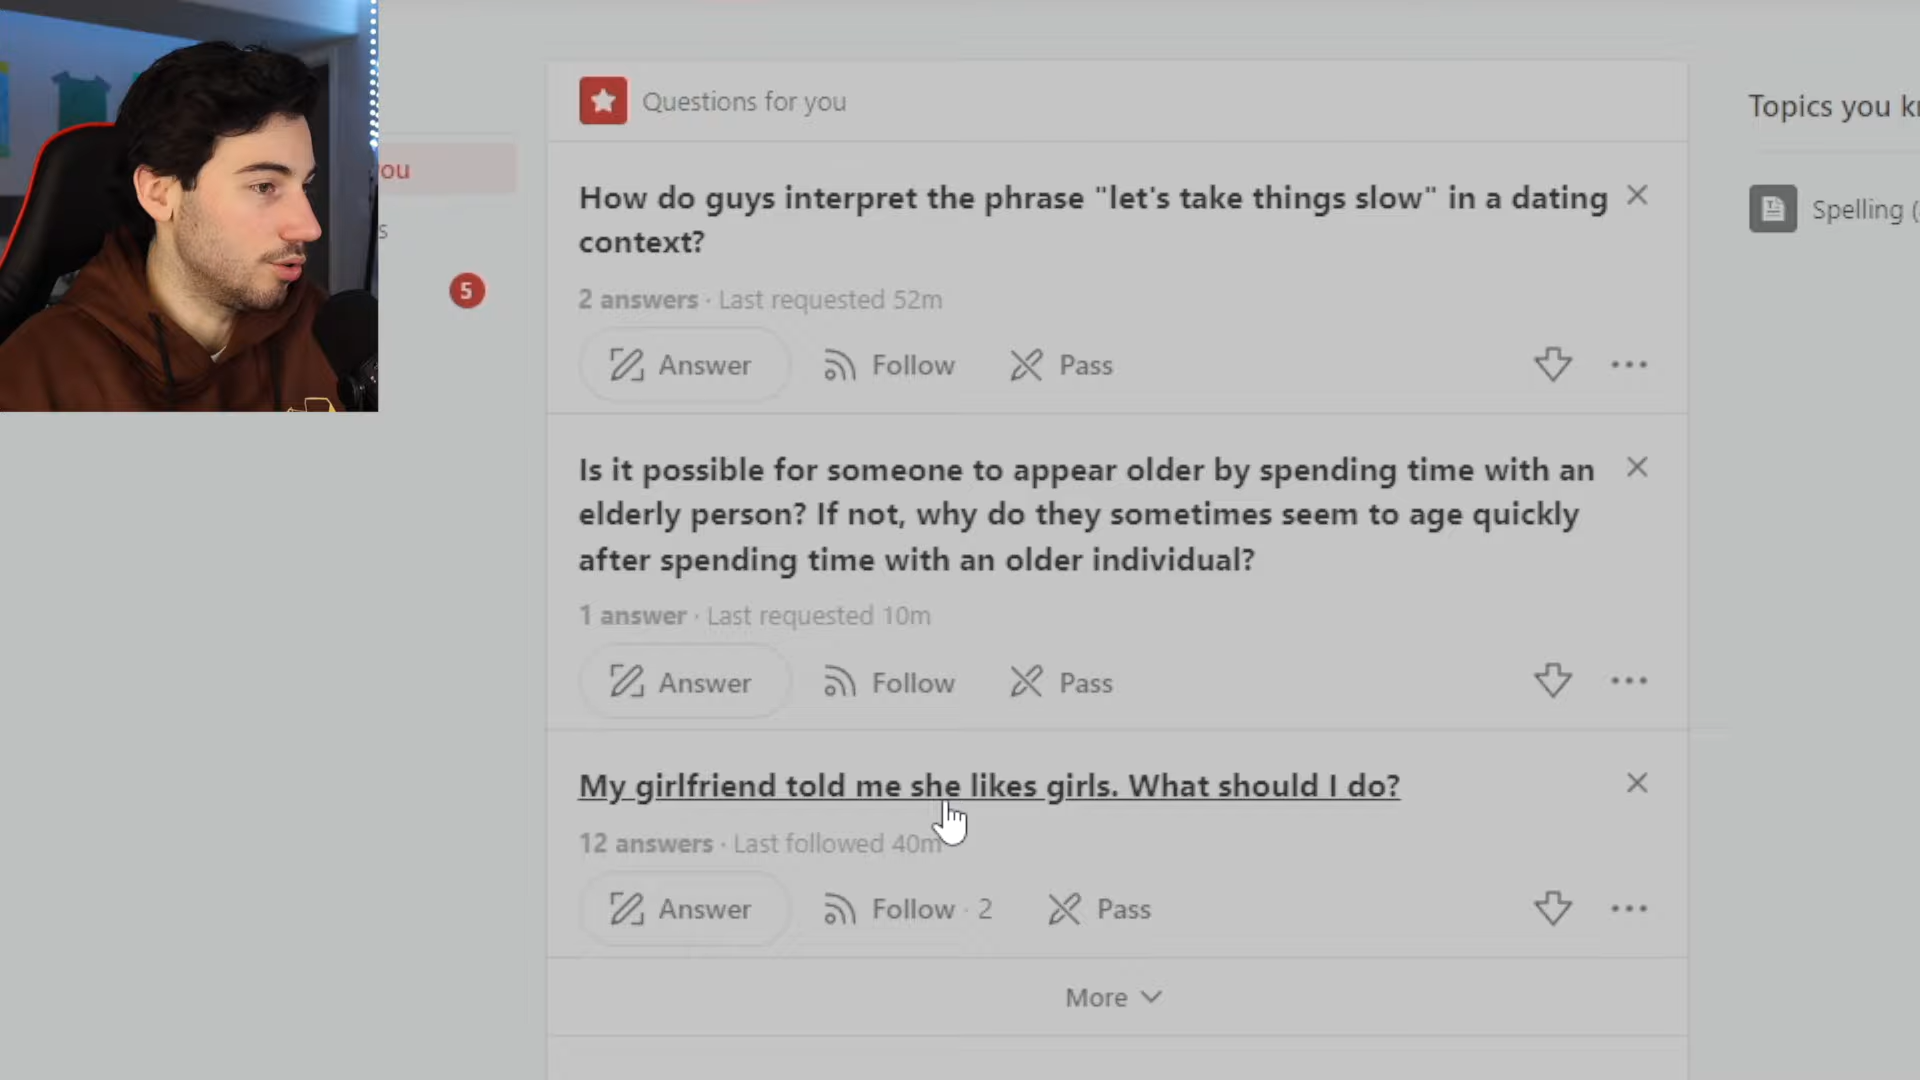 Questions for you
Topics you
ou
How do guys interpret the phrase "let's take things slow" in a dating
context?
Spelling (
s
5
2 answers · Last requested 52m
Answer
Follow
Pass
Is it possible for someone to appear older by spending time with an
elderly person? If not, why do they sometimes seem to age quickly
after spending time with an older individual?
1 answer · Last requested 10m
Answer
Follow
Pass
My girlfriend told me she likes girls. What should I do?
12 answers · Last followed 40m
Answer
Follow · 2
Pass
More